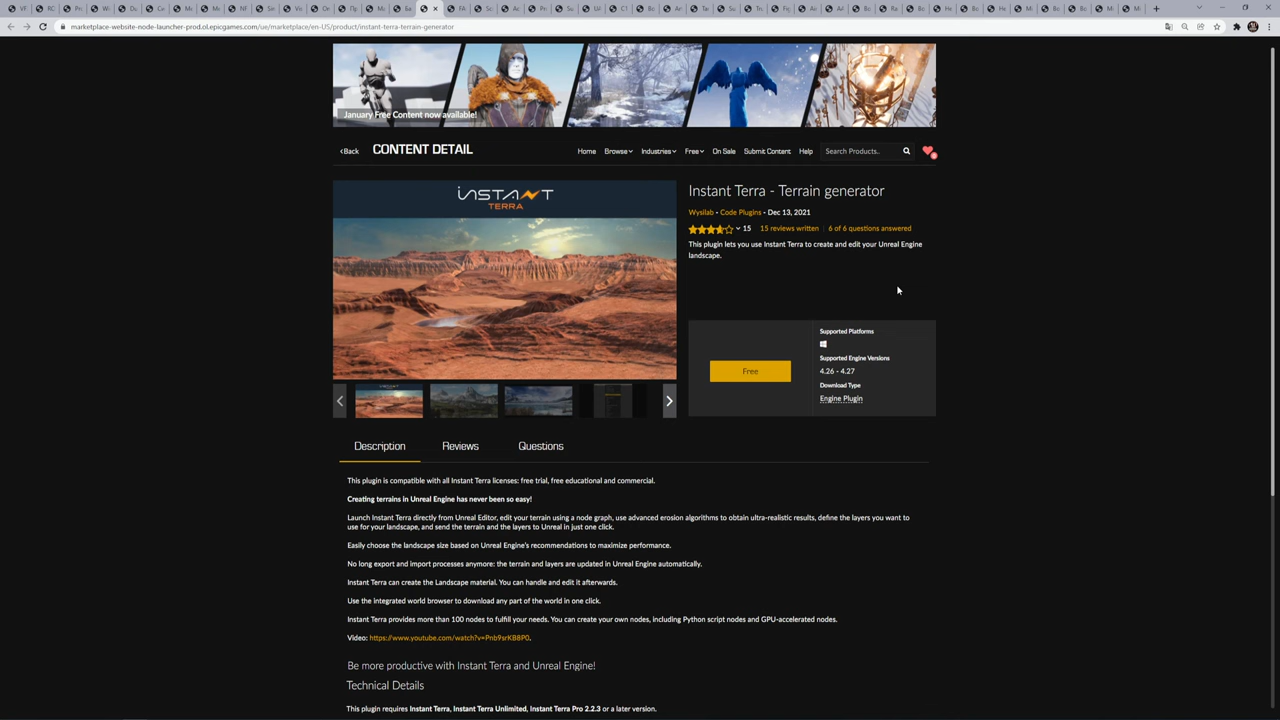 marketplace-website-node-launcher-prod.ol.epicgames.com/ue/marketplace/en-US/product/instant-terra-terrain-generator
January Free Content now available!
Back
CONTENT DETAIL
Home
Browse
Industries
Free
On Sale
Submit Content
Help
Search Products..
INSTANT
TERRA
Instant Terra - Terrain generator
Wysilab - Code Plugins - Dec 13, 2021
15 15 reviews written | 6 of 6 questions answered
This plugin lets you use Instant Terra to create and edit your Unreal Engine
landscape.
Free
Supported Platforms
Supported Engine Versions
4.26 - 4.27
Download Type
Engine Plugin
Description
Reviews
Questions
This plugin is compatible with all Instant Terra licenses: free trial, free educational and commercial.
Creating terrains in Unreal Engine has never been so easy!
Launch Instant Terra directly from Unreal Editor, edit your terrain using a node graph, use advanced erosion algorithms to obtain ultra-realistic results, define the layers you want to
use for your landscape, and send the terrain and the layers to Unreal in just one click.
Easily choose the landscape size based on Unreal Engine's recommendations to maximize performance.
No long export and import processes anymore: the terrain and layers are updated in Unreal Engine automatically.
Instant Terra can create the Landscape material. You can handle and edit it afterwards.
Use the integrated world browser to download any part of the world in one click.
Instant Terra provides more than 100 nodes to fulfill your needs. You can create your own nodes, including Python script nodes and GPU-accelerated nodes.
Video: https://www.youtube.com/watch?v=Pnb9srKB8P0.
Be more productive with Instant Terra and Unreal Engine!
Technical Details
This plugin requires Instant Terra, Instant Terra Unlimited, Instant Terra Pro 2.2.3 or a later version.